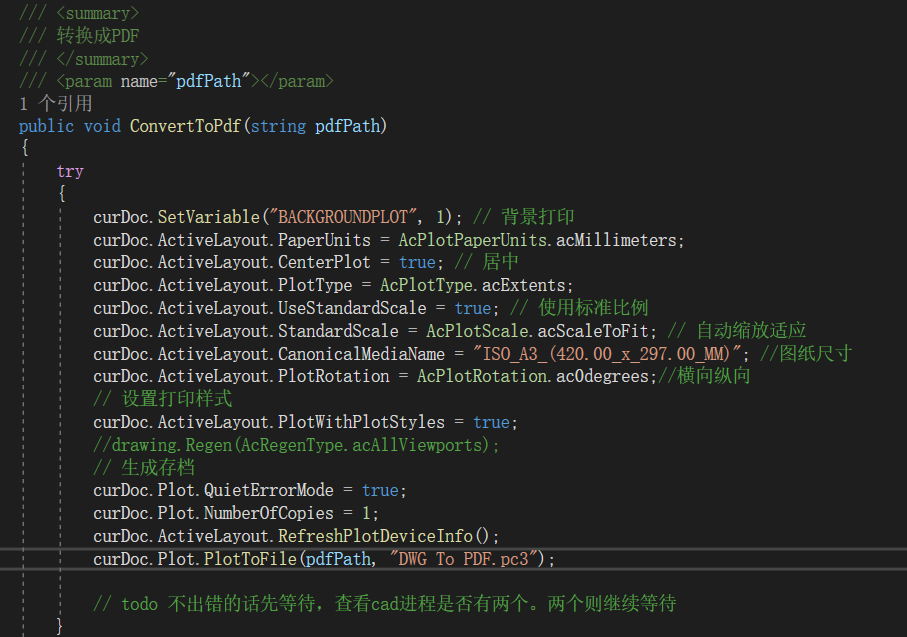 /// <summary>
/// 转换成PDF
/// </summary>
/// <param name="pdfPath"></param>
1 个引用
public void ConvertToPdf(string pdfPath)
{
try
{
curDoc.SetVariable("BACKGROUNDPLOT", 1); // 背景打印
curDoc.ActiveLayout.PaperUnits = AcPlotPaperUnits.acMillimeters;
curDoc.ActiveLayout.CenterPlot = true; // 居中
curDoc.ActiveLayout.PlotType = AcPlotType.acExtents;
curDoc.ActiveLayout.UseStandardScale = true; // 使用标准比例
curDoc.ActiveLayout.StandardScale = AcPlotScale.acScaleToFit; // 自动缩放适应
curDoc.ActiveLayout.CanonicalMediaName = "ISO_A3_(420.00_x_297.00_MM)"; //图纸尺寸
curDoc.ActiveLayout.PlotRotation = AcPlotRotation.ac0degrees;//横向纵向
// 设置打印样式
curDoc.ActiveLayout.PlotWithPlotStyles = true;
//drawing.Regen(AcRegenType.acAllViewports);
// 生成存档
curDoc.Plot.QuietErrorMode = true;
curDoc.Plot.NumberOfCopies = 1;
curDoc.ActiveLayout.RefreshPlotDeviceInfo();
curDoc.Plot.PlotToFile(pdfPath, "DWG To PDF.pc3");
// todo 不出错的话先等待，查看cad进程是否有两个。两个则继续等待
}